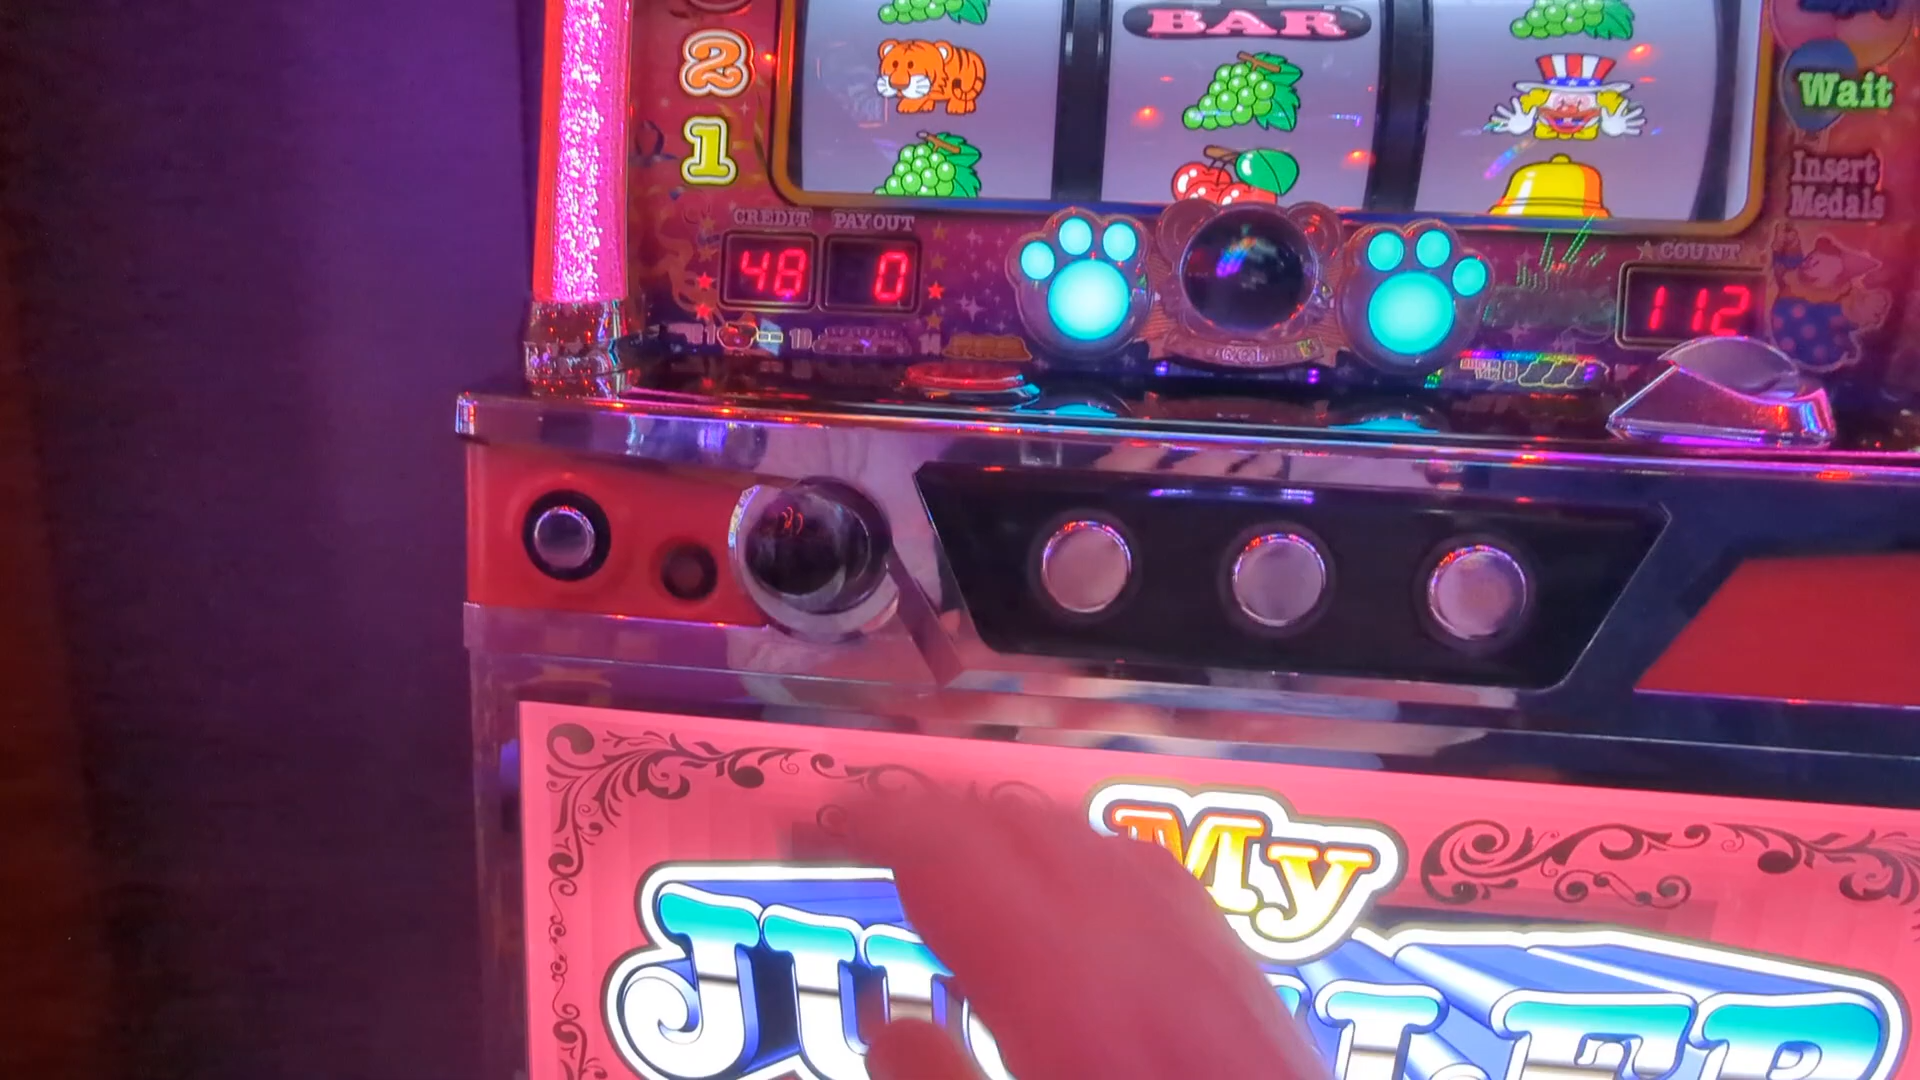 BAR
2
1
Wait
Insert
Medals
CREDIT PAYOUT
48 0
COUNT
112
My